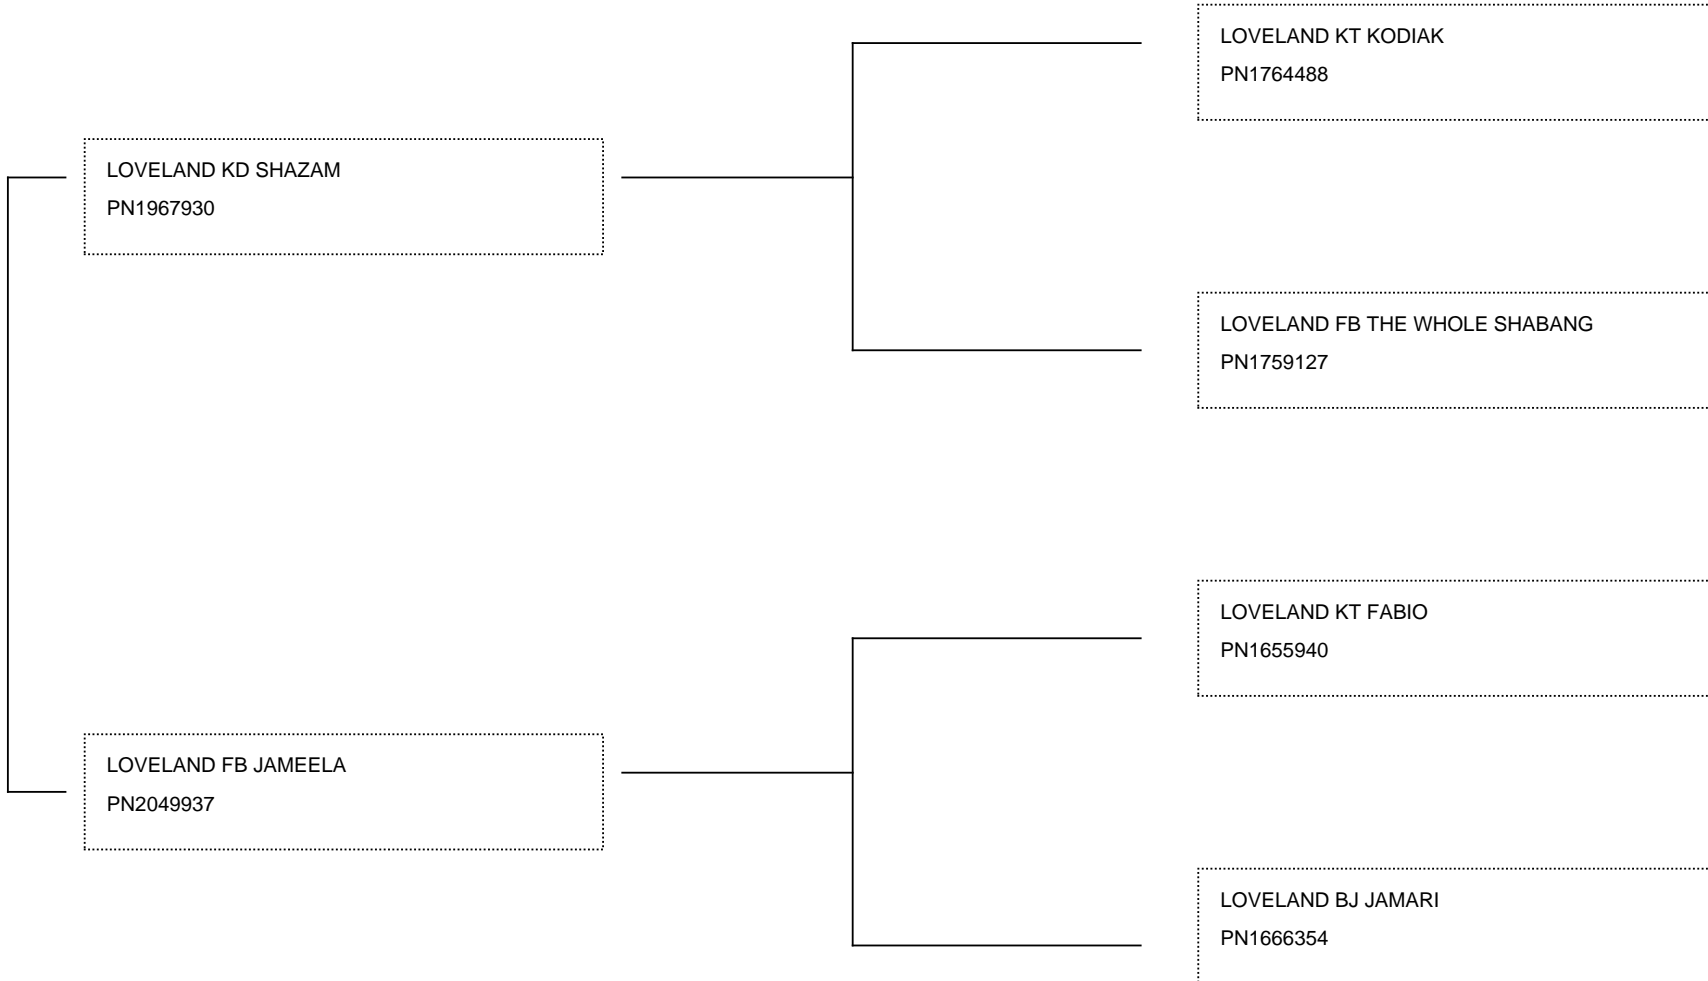 LOVELAND KT KODIAK
PN1764488
LOVELAND KD SHAZAM
PN1967930
LOVELAND FB THE WHOLE SHABANG
PN1759127
LOVELAND KT FABIO
PN1655940
LOVELAND FB JAMEELA
PN2049937
LOVELAND BJ JAMARI
PN1666354